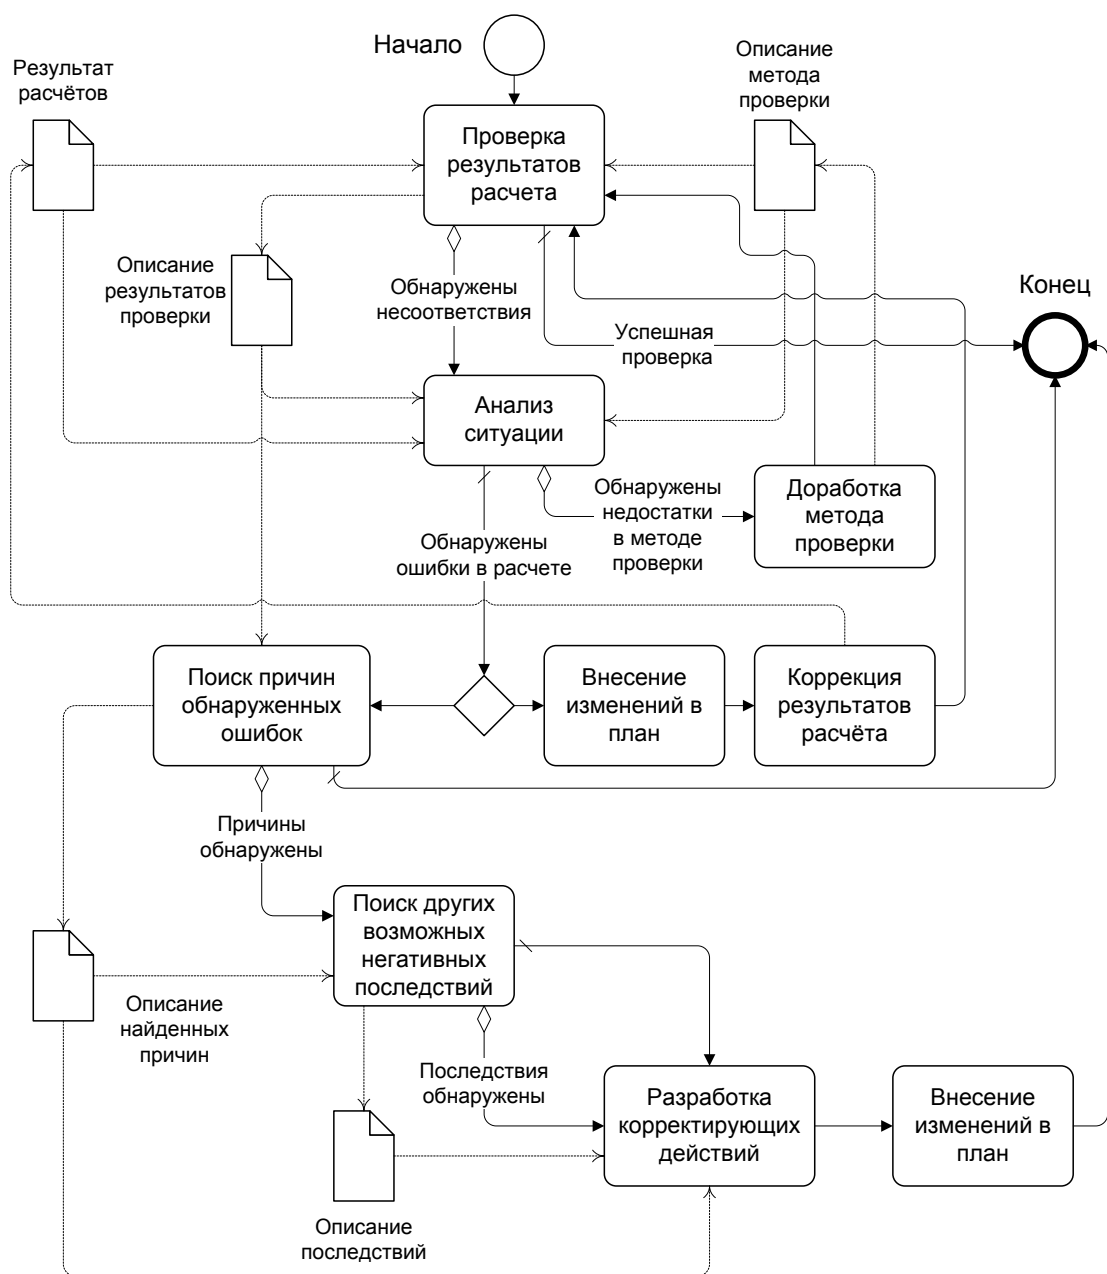 Начало
Результат
расчётов
Описание
метода
проверки
Проверка
результатов
расчета
Описание
результатов
проверки
Обнаружены
несоответствия
Успешная
проверка
Конец
Анализ
ситуации
Обнаружены
недостатки
в методе
проверки
Доработка
метода
проверки
Обнаружены
ошибки в расчете
Поиск причин
обнаруженных
ошибок
Внесение
изменений в
план
Коррекция
результатов
расчёта
Причины
обнаружены
Поиск других
возможных
негативных
последствий
Описание
найденных
причин
Последствия
обнаружены
Разработка
корректирующих
действий
Внесение
изменений в
план
Описание
последствий